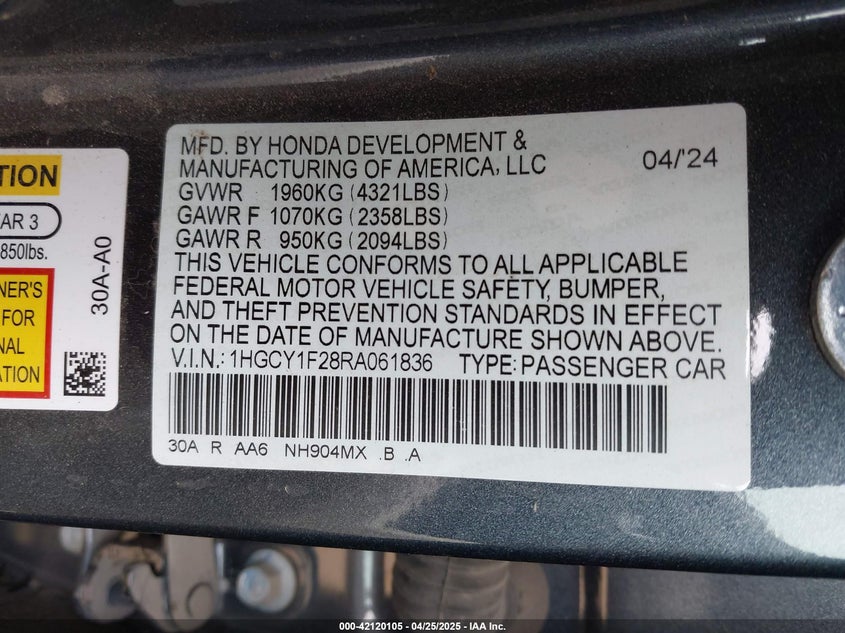 TION
AR 3
850lbs.
NER'S
FOR
NAL
ATION
30A-A0
MFD. BY HONDA DEVELOPMENT &
MANUFACTURING OF AMERICA, LLC 04/'24
GVWR 1960KG (4321LBS)
GAWR F 1070KG (2358LBS)
GAWR R 950KG (2094LBS)
THIS VEHICLE CONFORMS TO ALL APPLICABLE
FEDERAL MOTOR VEHICLE SAFETY, BUMPER,
AND THEFT PREVENTION STANDARDS IN EFFECT
ON THE DATE OF MANUFACTURE SHOWN ABOVE.
V.I.N.: 1HGCY1F28RA061836 TYPE: PASSENGER CAR
30A R AA6 NH904MX .B .A
000-42120105 - 04/25/2025 - IAA Inc.